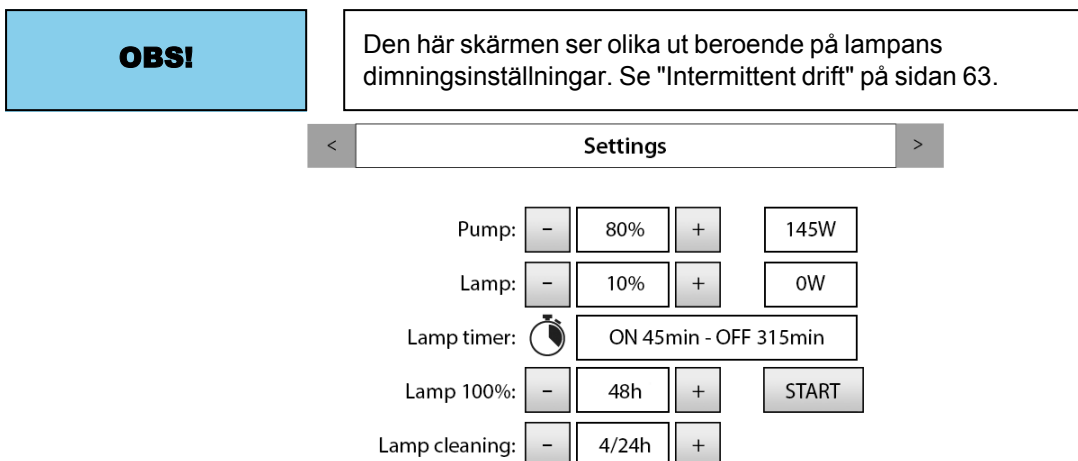 OBS!
Den här skärmen ser olika ut beroende på lampans
dimningsinställningar. Se "Intermittent drift" på sidan 63.
< Settings >
Pump: - 80% + 145W
Lamp: - 10% + 0W
Lamp timer: ON 45min - OFF 315min
Lamp 100%: - 48h + START
Lamp cleaning: - 4/24h +